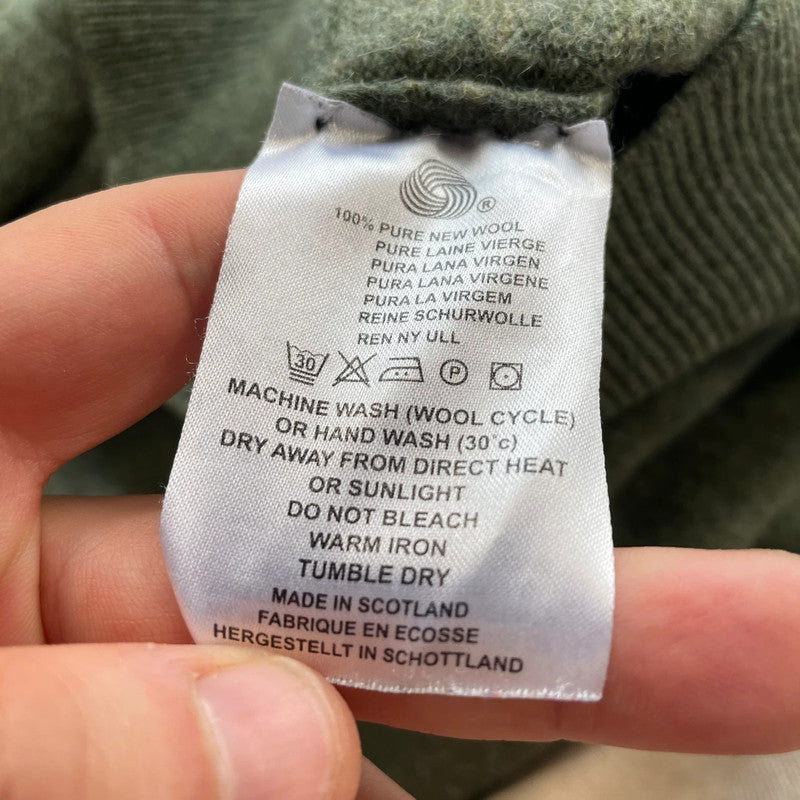 ®
100% PURE NEW WOOL
PURE LAINE VIERGE
PURA LANA VIRGEN
PURA LANA VIRGENE
PURA LA VIRGEM
REINE SCHURWOLLE
REN NY ULL
30 P
MACHINE WASH (WOOL CYCLE)
OR HAND WASH (30°c)
DRY AWAY FROM DIRECT HEAT
OR SUNLIGHT
DO NOT BLEACH
WARM IRON
TUMBLE DRY
MADE IN SCOTLAND
FABRIQUE EN ECOSSE
HERGESTELLT IN SCHOTTLAND